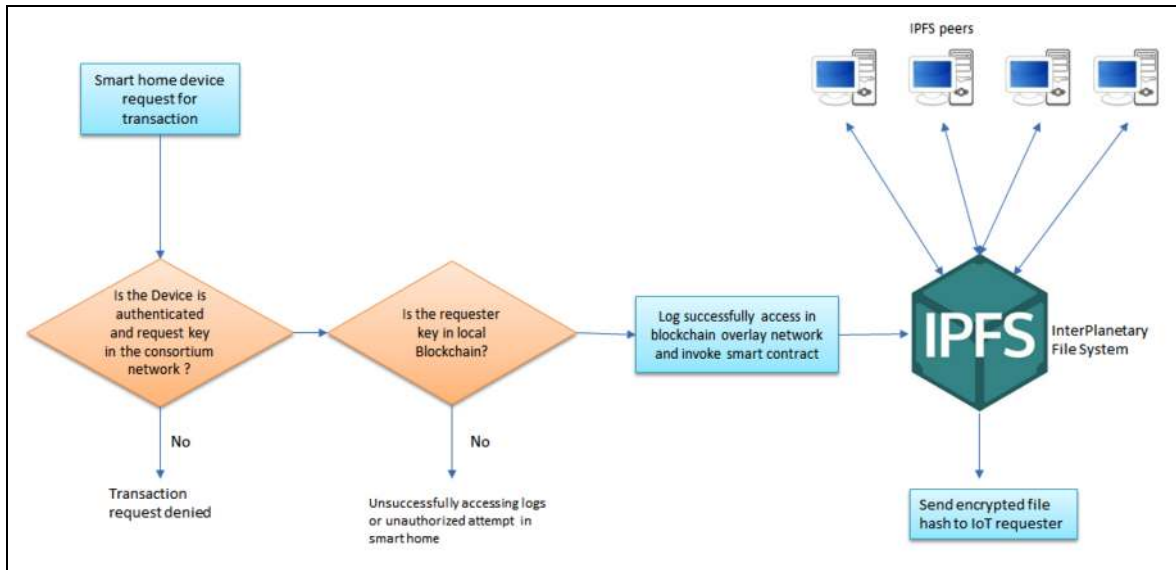 IPFS peers
Smart home device
request for
transaction
Is the Device is
authenticated
and request key
in the consortium
network ?
Is the requester
key in local
Blockchain?
Log successfully access in
blockchain overlay network
and invoke smart contract
IPFS
InterPlanetary
File System
No
No
Transaction
request denied
Unsuccessfully accessing logs
or unauthorized attempt in
smart home
Send encrypted file
hash to IoT requester